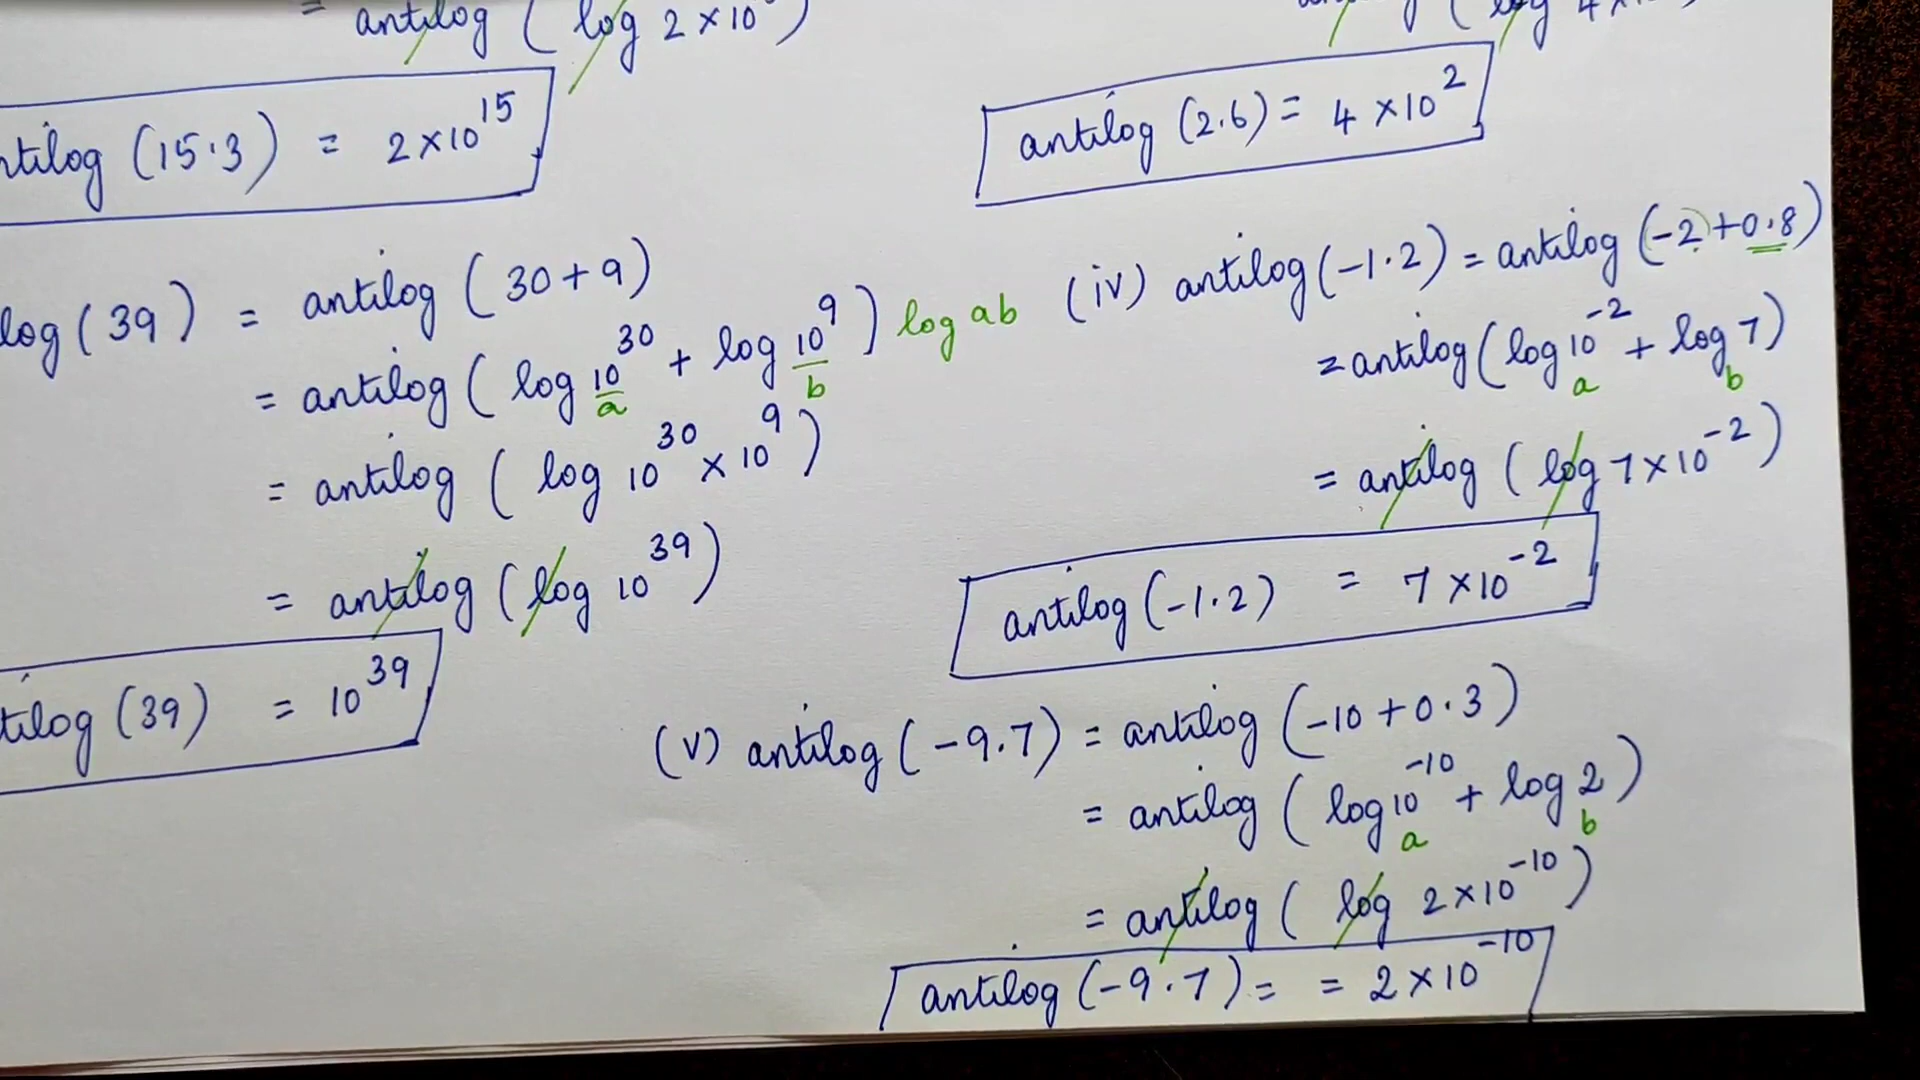 = antilog ( log 2 × 10
antilog (15.3) = 2 × 10^15
log (39) = antilog ( 30 + 9 )
= antilog ( log 10^30 + log 10^9 ) log ab
a b
= antilog ( log 10^30 × 10^9 )
= antilog ( log 10^39 )
tilog (39) = 10^39
log 4 ×
antilog (2.6) = 4 × 10^2
(iv) antilog (-1.2) = antilog (-2 + 0.8)
= antilog ( log 10^-2 + log 7 )
a b
= antilog ( log 7 × 10^-2 )
antilog (-1.2) = 7 × 10^-2
(v) antilog (-9.7) = antilog (-10 + 0.3)
= antilog ( log 10^-10 + log 2 )
a b
= antilog ( log 2 × 10^-10 )
antilog (-9.7) = = 2 × 10^-10